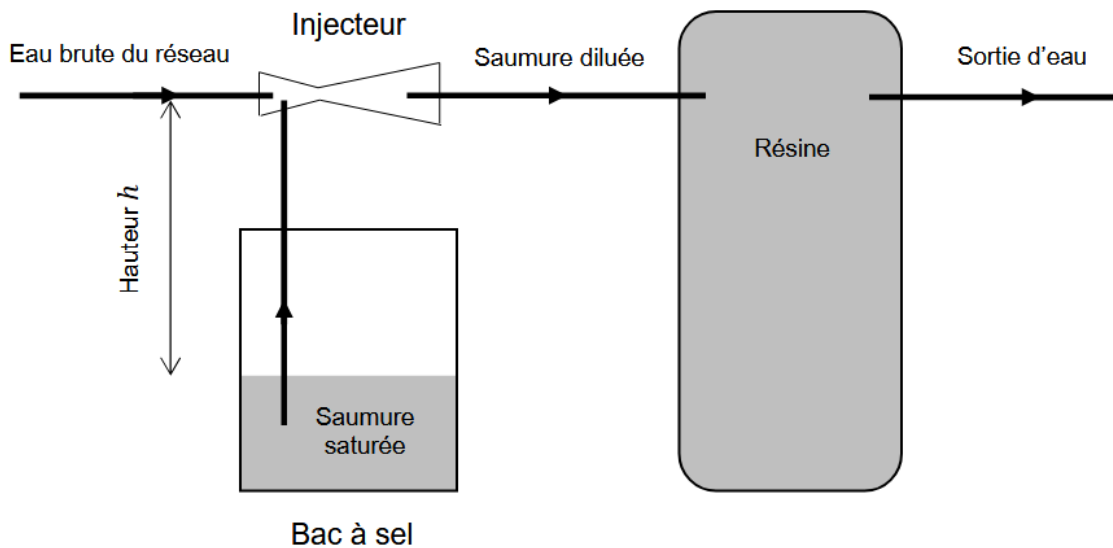 Injecteur
Eau brute du réseau
Saumure diluée
Sortie d’eau
Résine
Hauteur h
Saumure
saturée
Bac à sel